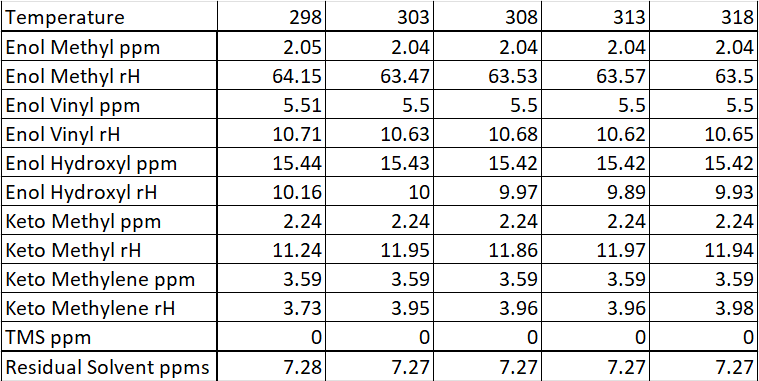 Temperature 298 303 308 313 318
Enol Methyl ppm 2.05 2.04 2.04 2.04 2.04
Enol Methyl rH 64.15 63.47 63.53 63.57 63.5
Enol Vinyl ppm 5.51 5.5 5.5 5.5 5.5
Enol Vinyl rH 10.71 10.63 10.68 10.62 10.65
Enol Hydroxyl ppm 15.44 15.43 15.42 15.42 15.42
Enol Hydroxyl rH 10.16 10 9.97 9.89 9.93
Keto Methyl ppm 2.24 2.24 2.24 2.24 2.24
Keto Methyl rH 11.24 11.95 11.86 11.97 11.94
Keto Methylene ppm 3.59 3.59 3.59 3.59 3.59
Keto Methylene rH 3.73 3.95 3.96 3.96 3.98
TMS ppm 0 0 0 0 0
Residual Solvent ppms 7.28 7.27 7.27 7.27 7.27